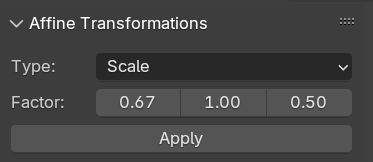 Affine Transformations
Type: Scale
Factor: 0.67 1.00 0.50
Apply